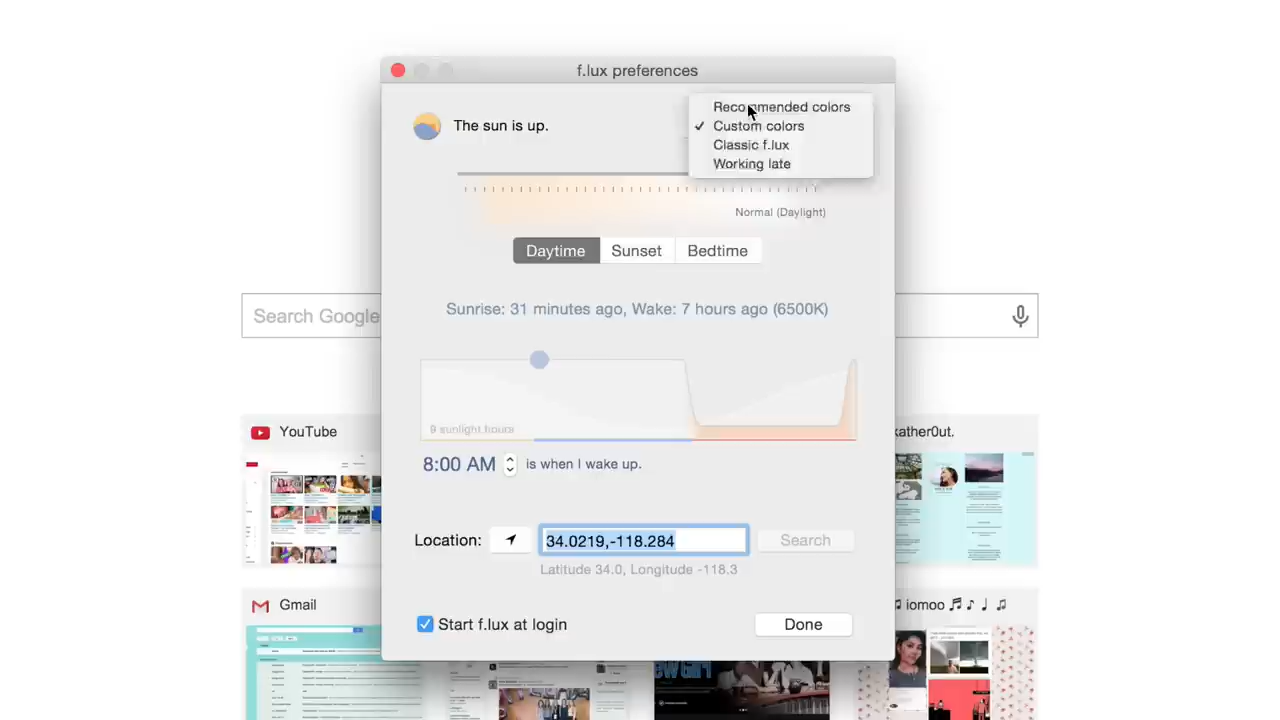 f.lux preferences
The sun is up.
Recommended colors
✓ Custom colors
Classic f.lux
Working late
Normal (Daylight)
Daytime Sunset Bedtime
Sunrise: 31 minutes ago, Wake: 7 hours ago (6500K)
Search Google
9 sunlight hours
YouTube
8:00 AM is when I wake up.
Location: 34.0219,-118.284 Search
Latitude 34.0, Longitude -118.3
Gmail
iomoo
Start f.lux at login Done